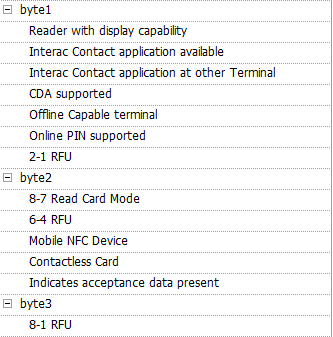 byte1
Reader with display capability
Interac Contact application available
Interac Contact application at other Terminal
CDA supported
Offline Capable terminal
Online PIN supported
2-1 RFU
byte2
8-7 Read Card Mode
6-4 RFU
Mobile NFC Device
Contactless Card
Indicates acceptance data present
byte3
8-1 RFU